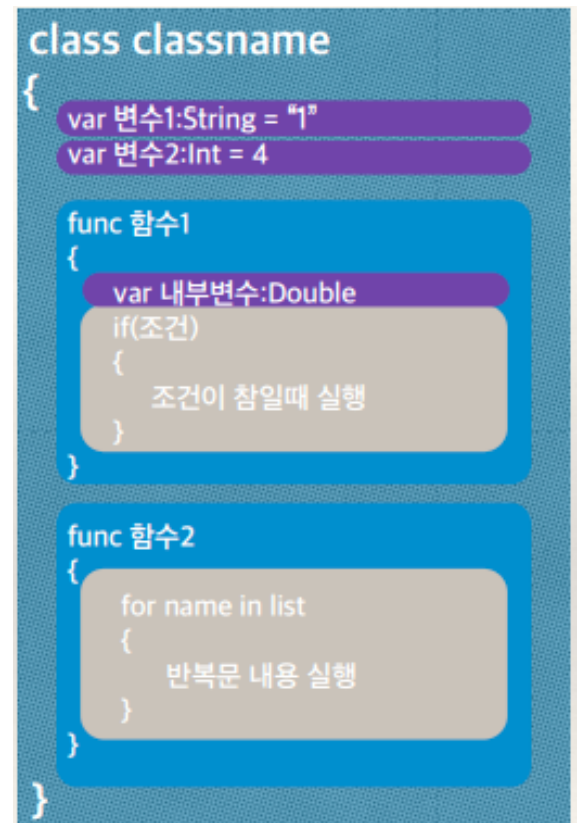 class classname
{
var 변수1:String = “1”
var 변수2:Int = 4
func 함수1
{
var 내부변수:Double
if(조건)
{
조건이 참일때 실행
}
}
func 함수2
{
for name in list
{
반복문 내용 실행
}
}
}